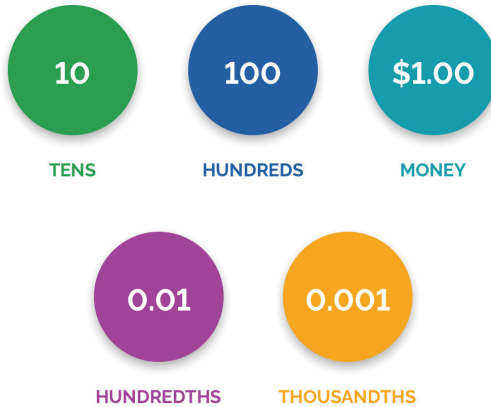 10 100 $1.00
TENS HUNDREDS MONEY
0.01 0.001
HUNDREDTHS THOUSANDTHS